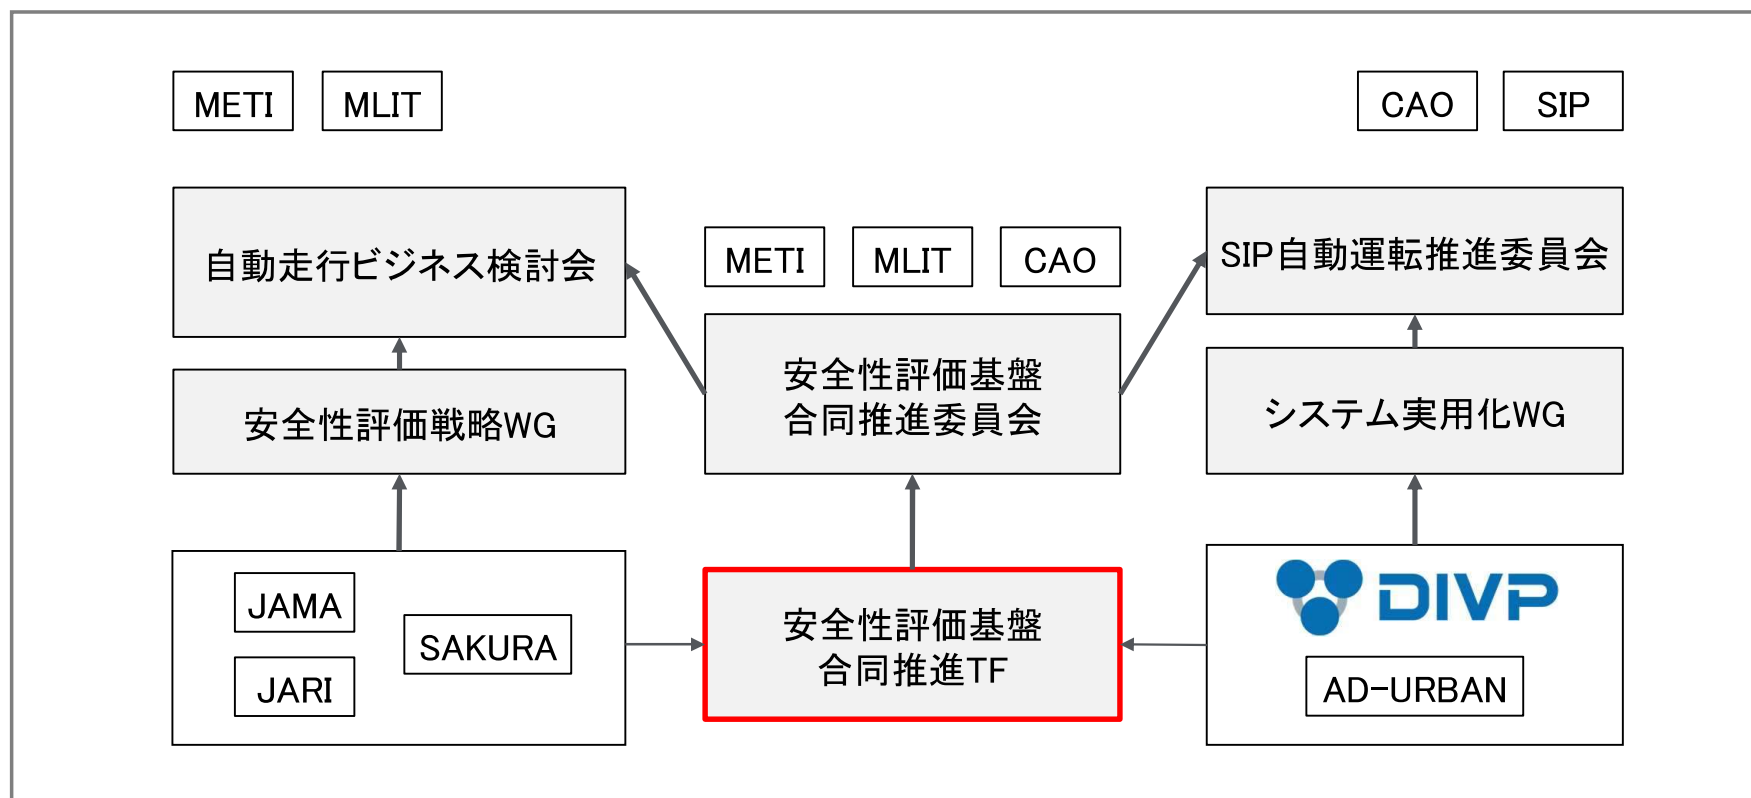 METI
MLIT
CAO
SIP
自動走行ビジネス検討会
METI
MLIT
CAO
SIP自動運転推進委員会
安全性評価戦略WG
安全性評価基盤
合同推進委員会
システム実用化WG
JAMA
SAKURA
JARI
安全性評価基盤
合同推進TF
DIVP
AD-URBAN